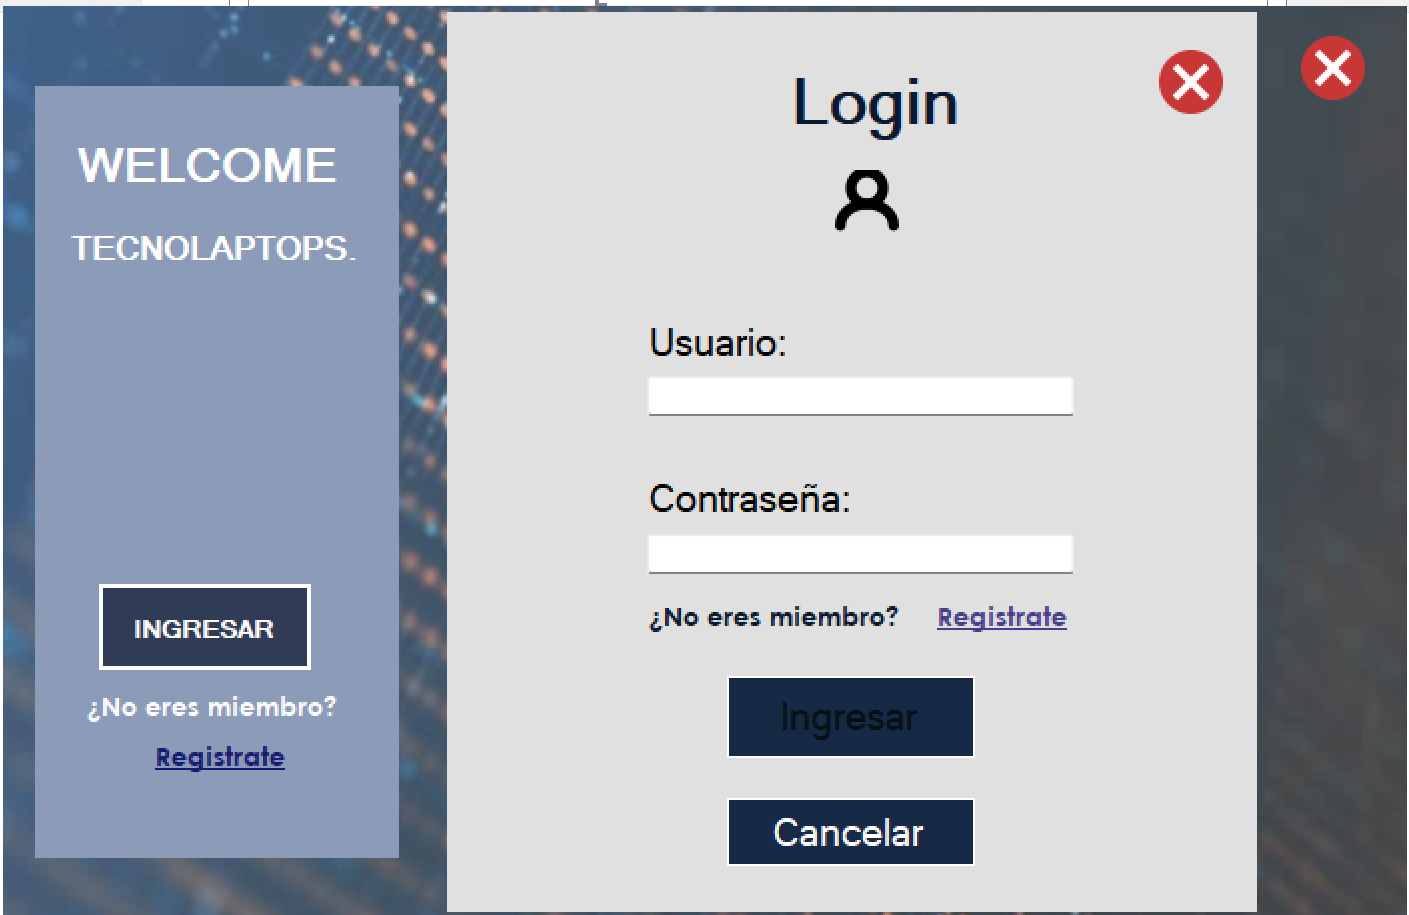 WELCOME
TECNOLAPTOPS.
INGRESAR
¿No eres miembro?
Registrate
Login
Usuario:
Contraseña:
¿No eres miembro? Registrate
Ingresar
Cancelar